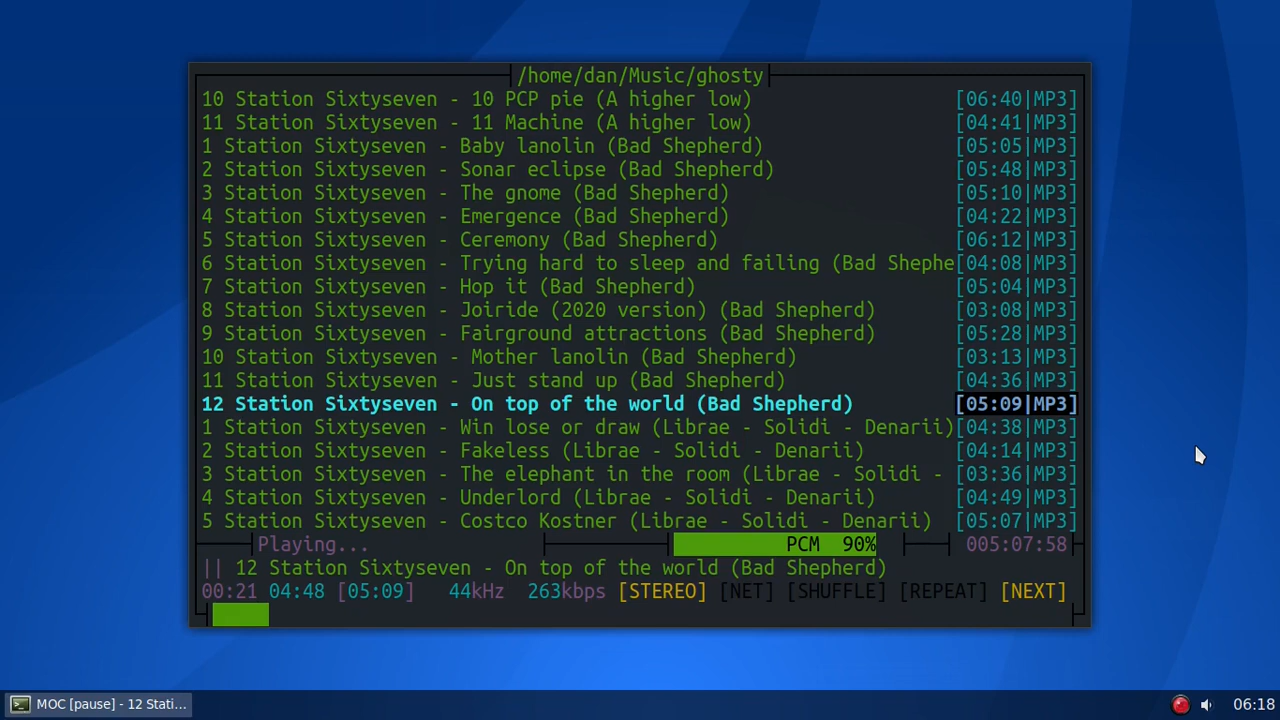 /home/dan/Music/ghosty
10 Station Sixtyseven - 10 PCP pie (A higher low) [06:40|MP3]
11 Station Sixtyseven - 11 Machine (A higher low) [04:41|MP3]
1 Station Sixtyseven - Baby lanolin (Bad Shepherd) [05:05|MP3]
2 Station Sixtyseven - Sonar eclipse (Bad Shepherd) [05:48|MP3]
3 Station Sixtyseven - The gnome (Bad Shepherd) [05:10|MP3]
4 Station Sixtyseven - Emergence (Bad Shepherd) [04:22|MP3]
5 Station Sixtyseven - Ceremony (Bad Shepherd) [06:12|MP3]
6 Station Sixtyseven - Trying hard to sleep and failing (Bad Shephe[04:08|MP3]
7 Station Sixtyseven - Hop it (Bad Shepherd) [05:04|MP3]
8 Station Sixtyseven - Joiride (2020 version) (Bad Shepherd) [03:08|MP3]
9 Station Sixtyseven - Fairground attractions (Bad Shepherd) [05:28|MP3]
10 Station Sixtyseven - Mother lanolin (Bad Shepherd) [03:13|MP3]
11 Station Sixtyseven - Just stand up (Bad Shepherd) [04:36|MP3]
12 Station Sixtyseven - On top of the world (Bad Shepherd) [05:09|MP3]
1 Station Sixtyseven - Win lose or draw (Librae - Solidi - Denarii)[04:38|MP3]
2 Station Sixtyseven - Fakeless (Librae - Solidi - Denarii) [04:14|MP3]
3 Station Sixtyseven - The elephant in the room (Librae - Solidi - [03:36|MP3]
4 Station Sixtyseven - Underlord (Librae - Solidi - Denarii) [04:49|MP3]
5 Station Sixtyseven - Costco Kostner (Librae - Solidi - Denarii) [05:07|MP3]
Playing... PCM 90% 005:07:58
|| 12 Station Sixtyseven - On top of the world (Bad Shepherd)
00:21 04:48 [05:09] 44kHz 263kbps [STEREO] [NET] [SHUFFLE] [REPEAT] [NEXT]
MOC [pause] - 12 Stati... 06:18